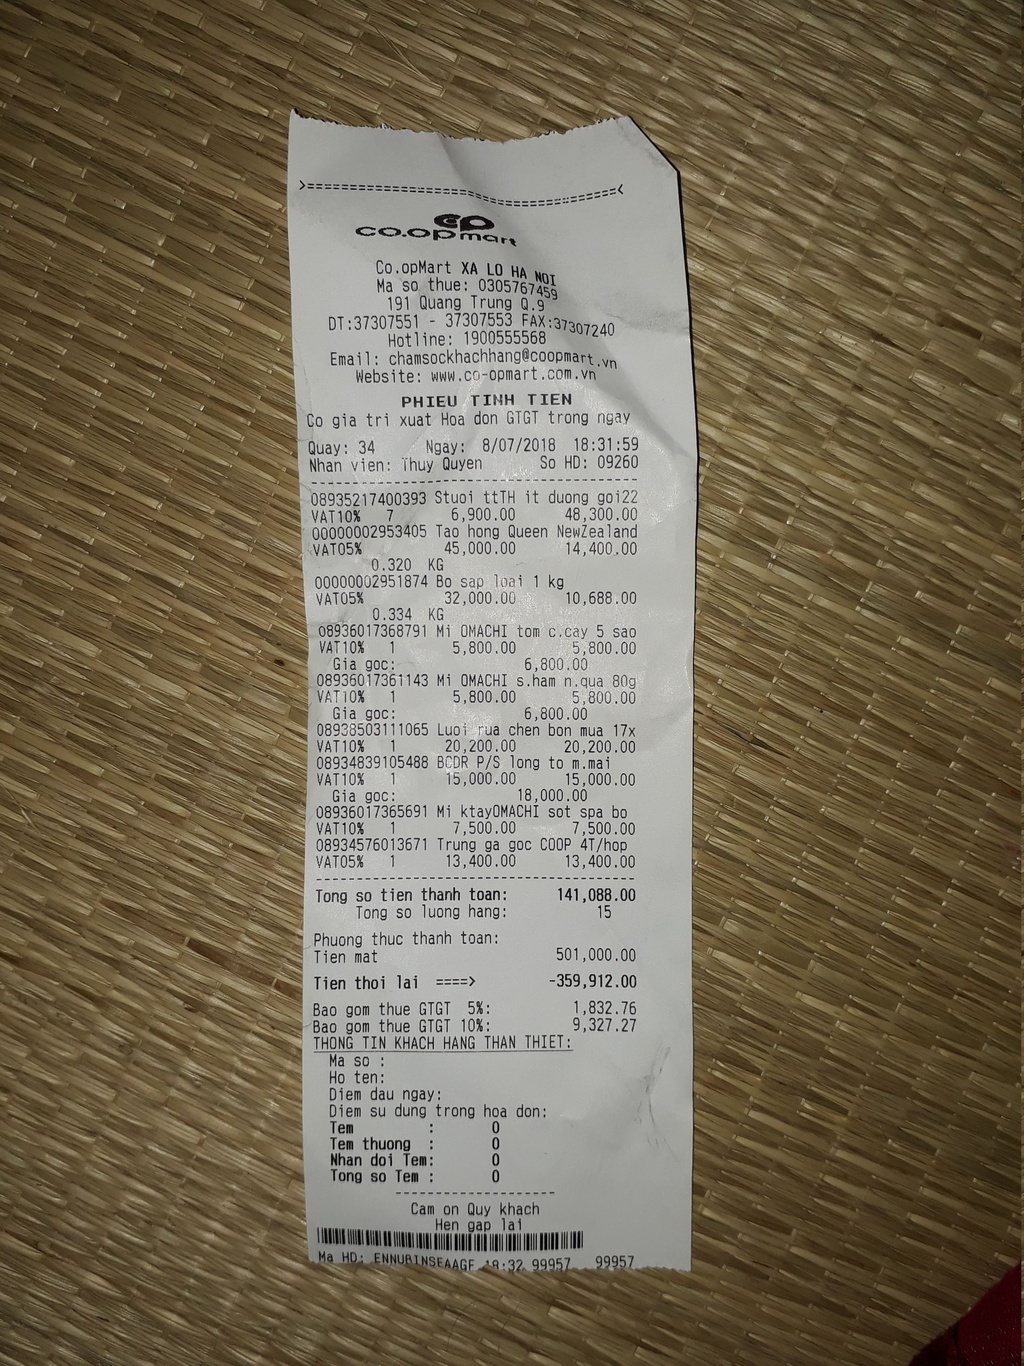 >========================================<
co.opmart
Co.opMart XA LO HA NOI
Ma so thue: 0305767459
191 Quang Trung Q.9
DT:37307551 - 37307553 FAX:37307240
Hotline: 1900555568
Email: chamsockhachhang@coopmart.vn
Website: www.co-opmart.com.vn
PHIEU TINH TIEN
Co gia tri xuat Hoa don GTGT trong ngay
Quay: 34 Ngay: 8/07/2018 18:31:59
Nhan vien: Thuy Quyen So HD: 09260
08935217400393 Stuoi ttTH it duong goi22
VAT10% 7 6,900.00 48,300.00
00000002953405 Tao hong Queen NewZealand
VAT05% 45,000.00 14,400.00
0.320 KG
00000002951874 Bo sap loai 1 kg
VAT05% 32,000.00 10,688.00
0.334 KG
08936017368791 Mi OMACHI tom c.cay 5 sao
VAT10% 1 5,800.00 5,800.00
Gia goc: 6,800.00
08936017361143 Mi OMACHI s.ham n.qua 80g
VAT10% 1 5,800.00 5,800.00
Gia goc: 6,800.00
08938503111065 Luoi rua chen bon mua 17x
VAT10% 1 20,200.00 20,200.00
08934839105488 BCDR P/S long to m.mai
VAT10% 1 15,000.00 15,000.00
Gia goc: 18,000.00
08936017365691 Mi ktayOMACHI sot spa bo
VAT10% 1 7,500.00 7,500.00
08934576013671 Trung ga goc COOP 4T/hop
VAT05% 1 13,400.00 13,400.00
Tong so tien thanh toan: 141,088.00
Tong so luong hang: 15
Phuong thuc thanh toan:
Tien mat 501,000.00
Tien thoi lai ====> -359,912.00
Bao gom thue GTGT 5%: 1,832.76
Bao gom thue GTGT 10%: 9,327.27
THONG TIN KHACH HANG THAN THIET:
Ma so :
Ho ten:
Diem dau ngay:
Diem su dung trong hoa don:
Tem : 0
Tem thuong : 0
Nhan doi Tem: 0
Tong so Tem : 0
Cam on Quy khach
Hen gap lai
Ma HD: 18:32 99957 99957